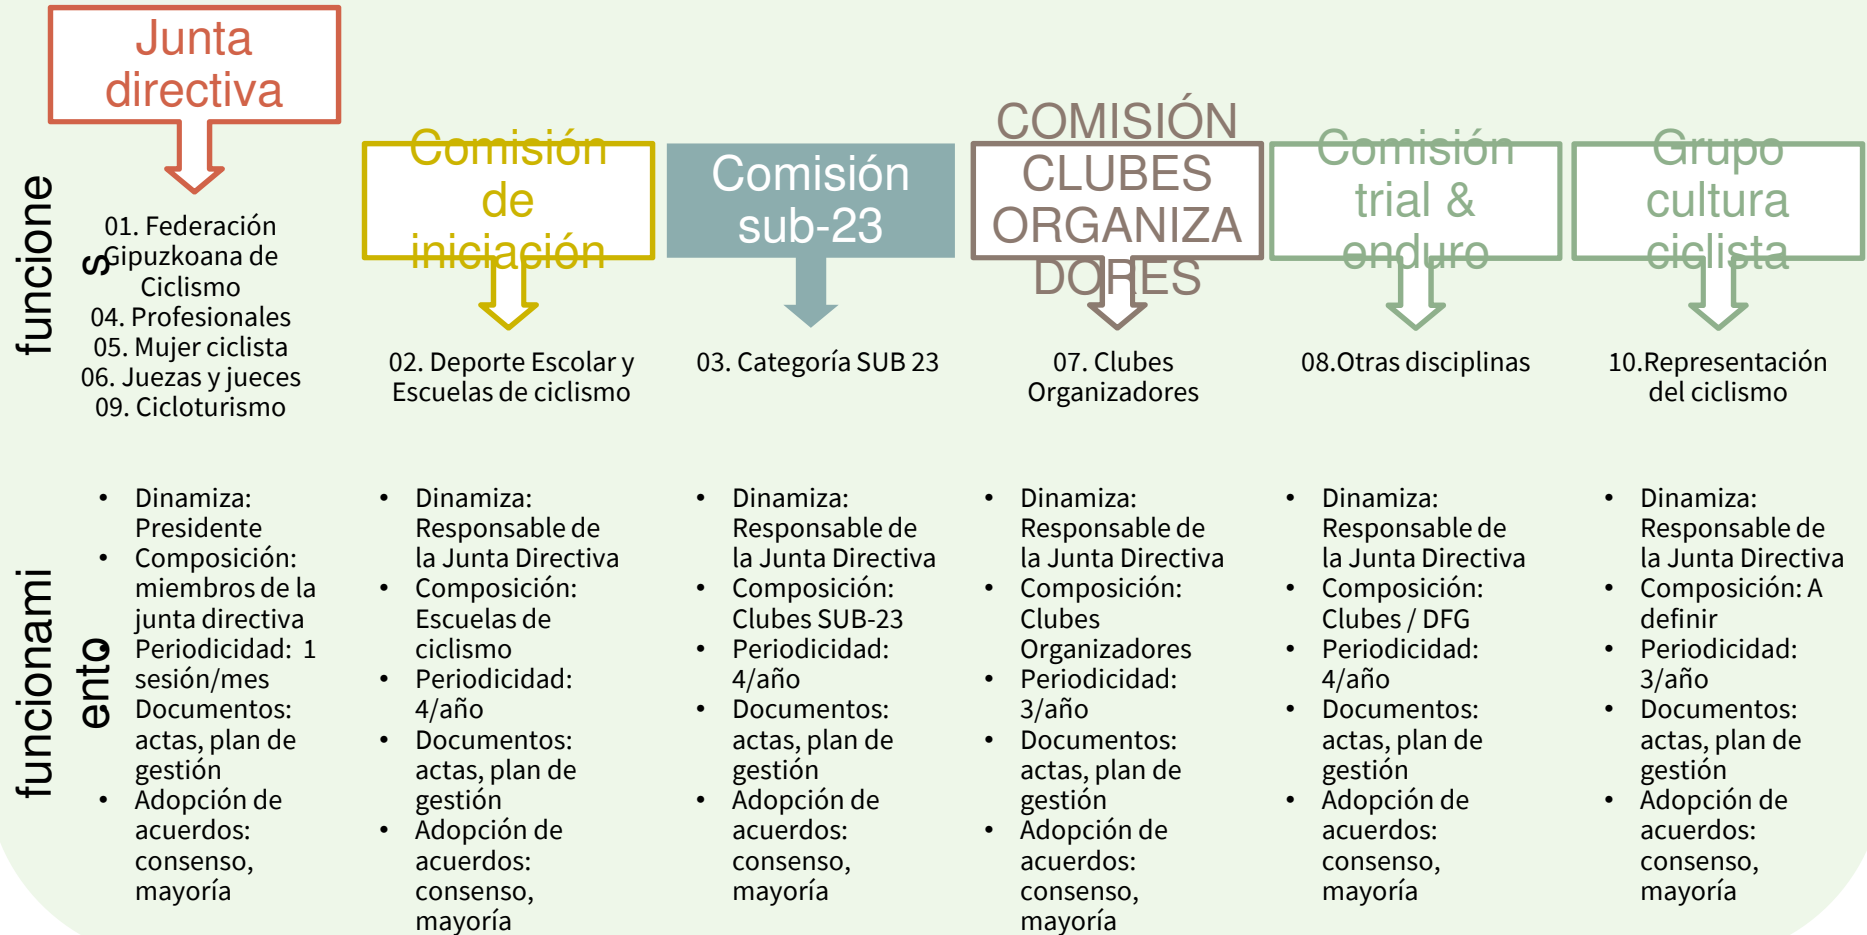 Junta
directiva
Comisión
de
iniciación
Comisión
sub-23
COMISIÓN
CLUBES
ORGANIZA
DORES
Comisión
trial &
enduro
Grupo
cultura
ciclista
funcione
s
01. Federación
Gipuzkoana de
Ciclismo
04. Profesionales
05. Mujer ciclista
06. Juezas y jueces
09. Cicloturismo
02. Deporte Escolar y
Escuelas de ciclismo
03. Categoría SUB 23
07. Clubes
Organizadores
08.Otras disciplinas
10.Representación
del ciclismo
funcionami
ento
• Dinamiza:
Presidente
• Composición:
miembros de la
junta directiva
Periodicidad: 1
sesión/mes
Documentos:
actas, plan de
gestión
• Adopción de
acuerdos:
consenso,
mayoría
• Dinamiza:
Responsable de
la Junta Directiva
• Composición:
Escuelas de
ciclismo
• Periodicidad:
4/año
• Documentos:
actas, plan de
gestión
• Adopción de
acuerdos:
consenso,
mayoría
• Dinamiza:
Responsable de
la Junta Directiva
• Composición:
Clubes SUB-23
• Periodicidad:
4/año
• Documentos:
actas, plan de
gestión
• Adopción de
acuerdos:
consenso,
mayoría
• Dinamiza:
Responsable de
la Junta Directiva
• Composición:
Clubes
Organizadores
• Periodicidad:
3/año
• Documentos:
actas, plan de
gestión
• Adopción de
acuerdos:
consenso,
mayoría
• Dinamiza:
Responsable de
la Junta Directiva
• Composición:
Clubes / DFG
• Periodicidad:
4/año
• Documentos:
actas, plan de
gestión
• Adopción de
acuerdos:
consenso,
mayoría
• Dinamiza:
Responsable de
la Junta Directiva
• Composición: A
definir
• Periodicidad:
3/año
• Documentos:
actas, plan de
gestión
• Adopción de
acuerdos:
consenso,
mayoría